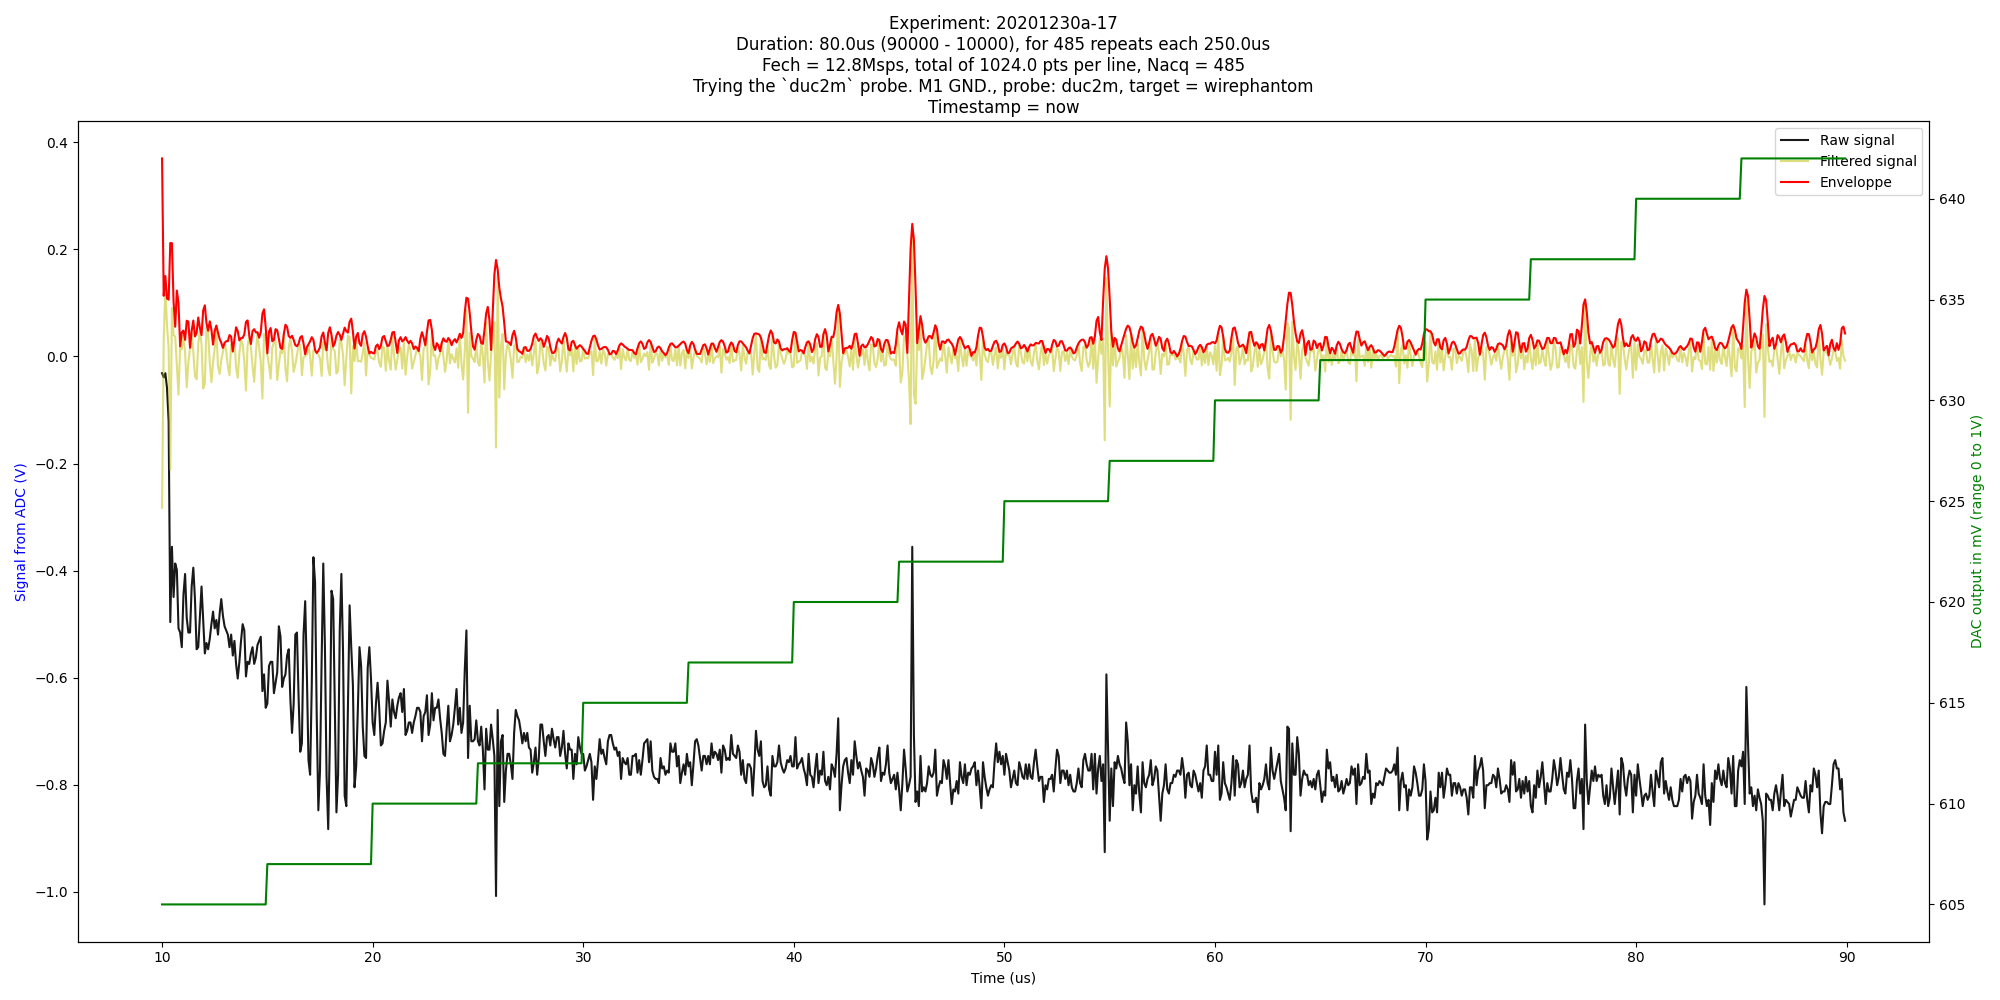 Experiment: 20201230a-17
Duration: 80.0us (90000 - 10000), for 485 repeats each 250.0us
Fech = 12.8Msps, total of 1024.0 pts per line, Nacq = 485
Trying the `duc2m` probe. M1 GND., probe: duc2m, target = wirephantom
Timestamp = now
Raw signal
Filtered signal
Enveloppe
Signal from ADC (V)
0.4
0.2
0.0
−0.2
−0.4
−0.6
−0.8
−1.0
640
635
630
625
620
615
610
605
DAC output in mV (range 0 to 1V)
10 20 30 40 50 60 70 80 90
Time (us)